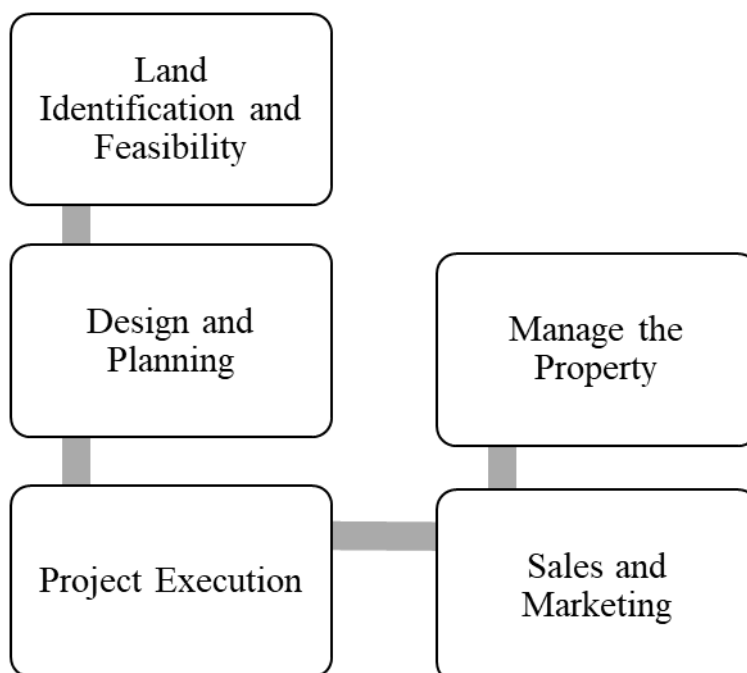 Land
Identification and
Feasibility
Design and
Planning
Project Execution
Sales and
Marketing
Manage the
Property